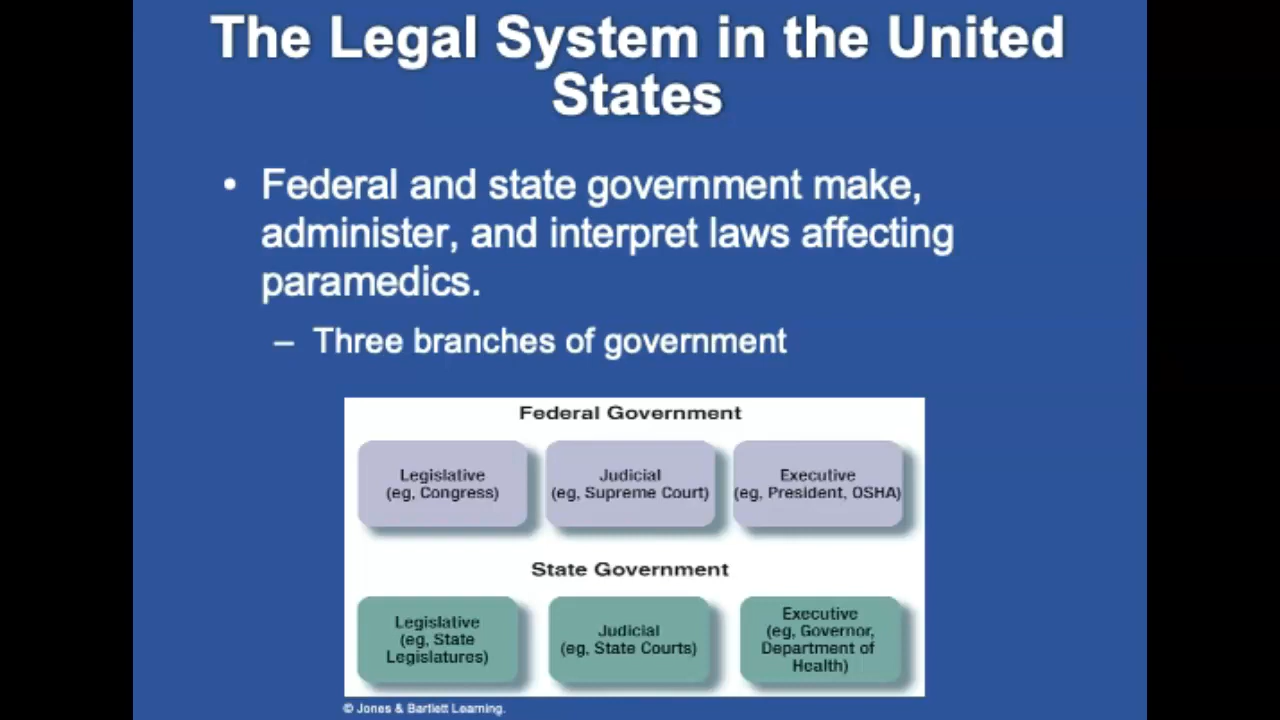 The Legal System in the United
States
• Federal and state government make,
administer, and interpret laws affecting
paramedics.
– Three branches of government
Federal Government
Legislative
(eg, Congress)
Judicial
(eg, Supreme Court)
Executive
(eg, President, OSHA)
State Government
Legislative
(eg, State
Legislatures)
Judicial
(eg, State Courts)
Executive
(eg, Governor,
Department of
Health)
© Jones & Bartlett Learning.